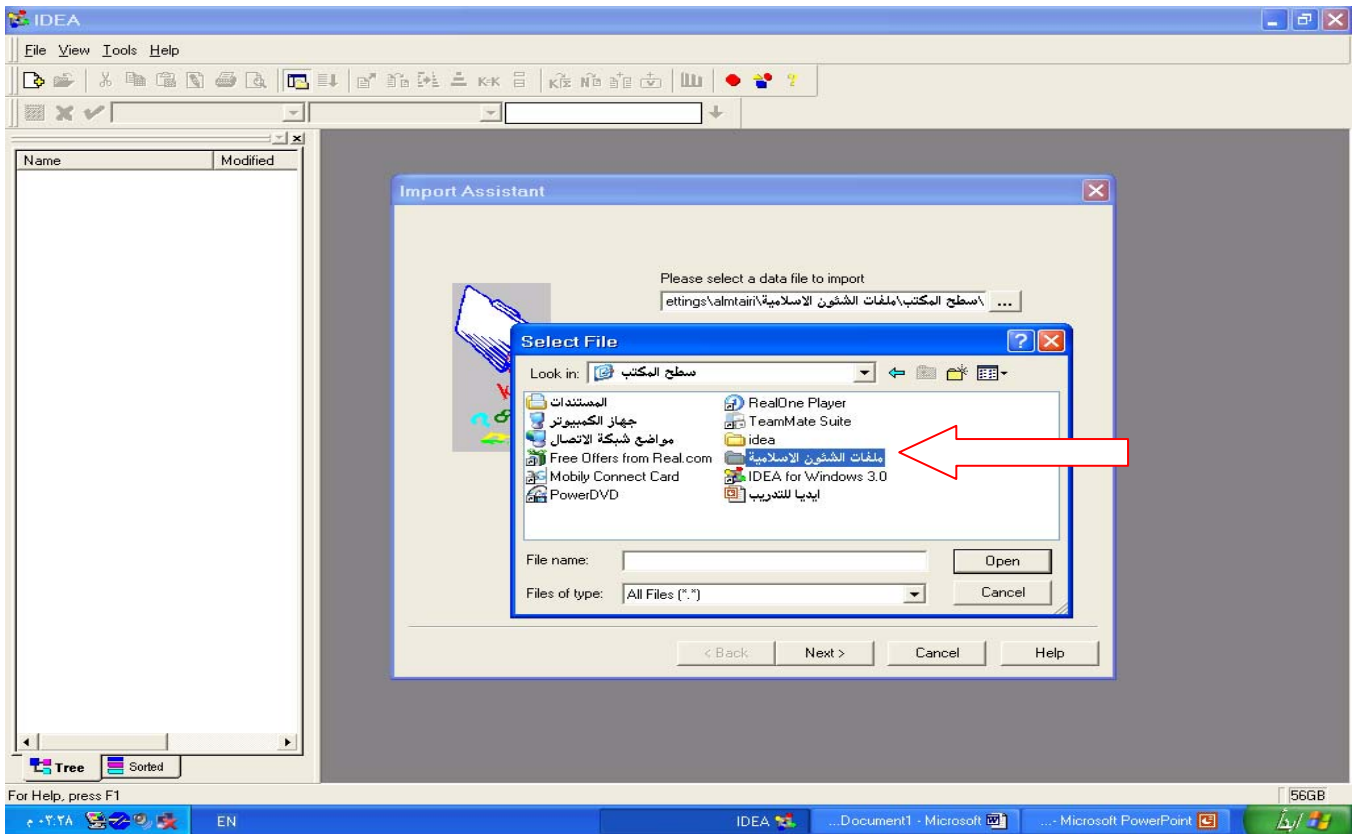 IDEA
File View Tools Help
Name Modified
Import Assistant
Please select a data file to import
ettings\almtairi\سطح المكتب\ملفات الشئون الاسلامية\ ...
Select File
Look in: سطح المكتب
المستندات
جهاز الكمبيوتر
مواضع شبكة الاتصال
Free Offers from Real.com
Mobily Connect Card
PowerDVD
RealOne Player
TeamMate Suite
idea
ملفات الشئون الاسلامية
IDEA for Windows 3.0
ايديا للتدريب
File name: Open
Files of type: All Files (*.*) Cancel
< Back Next > Cancel Help
Tree Sorted
For Help, press F1 56GB
٠٣:٢٨ م EN IDEA ...Document1 - Microsoft ...- Microsoft PowerPoint ابدأ